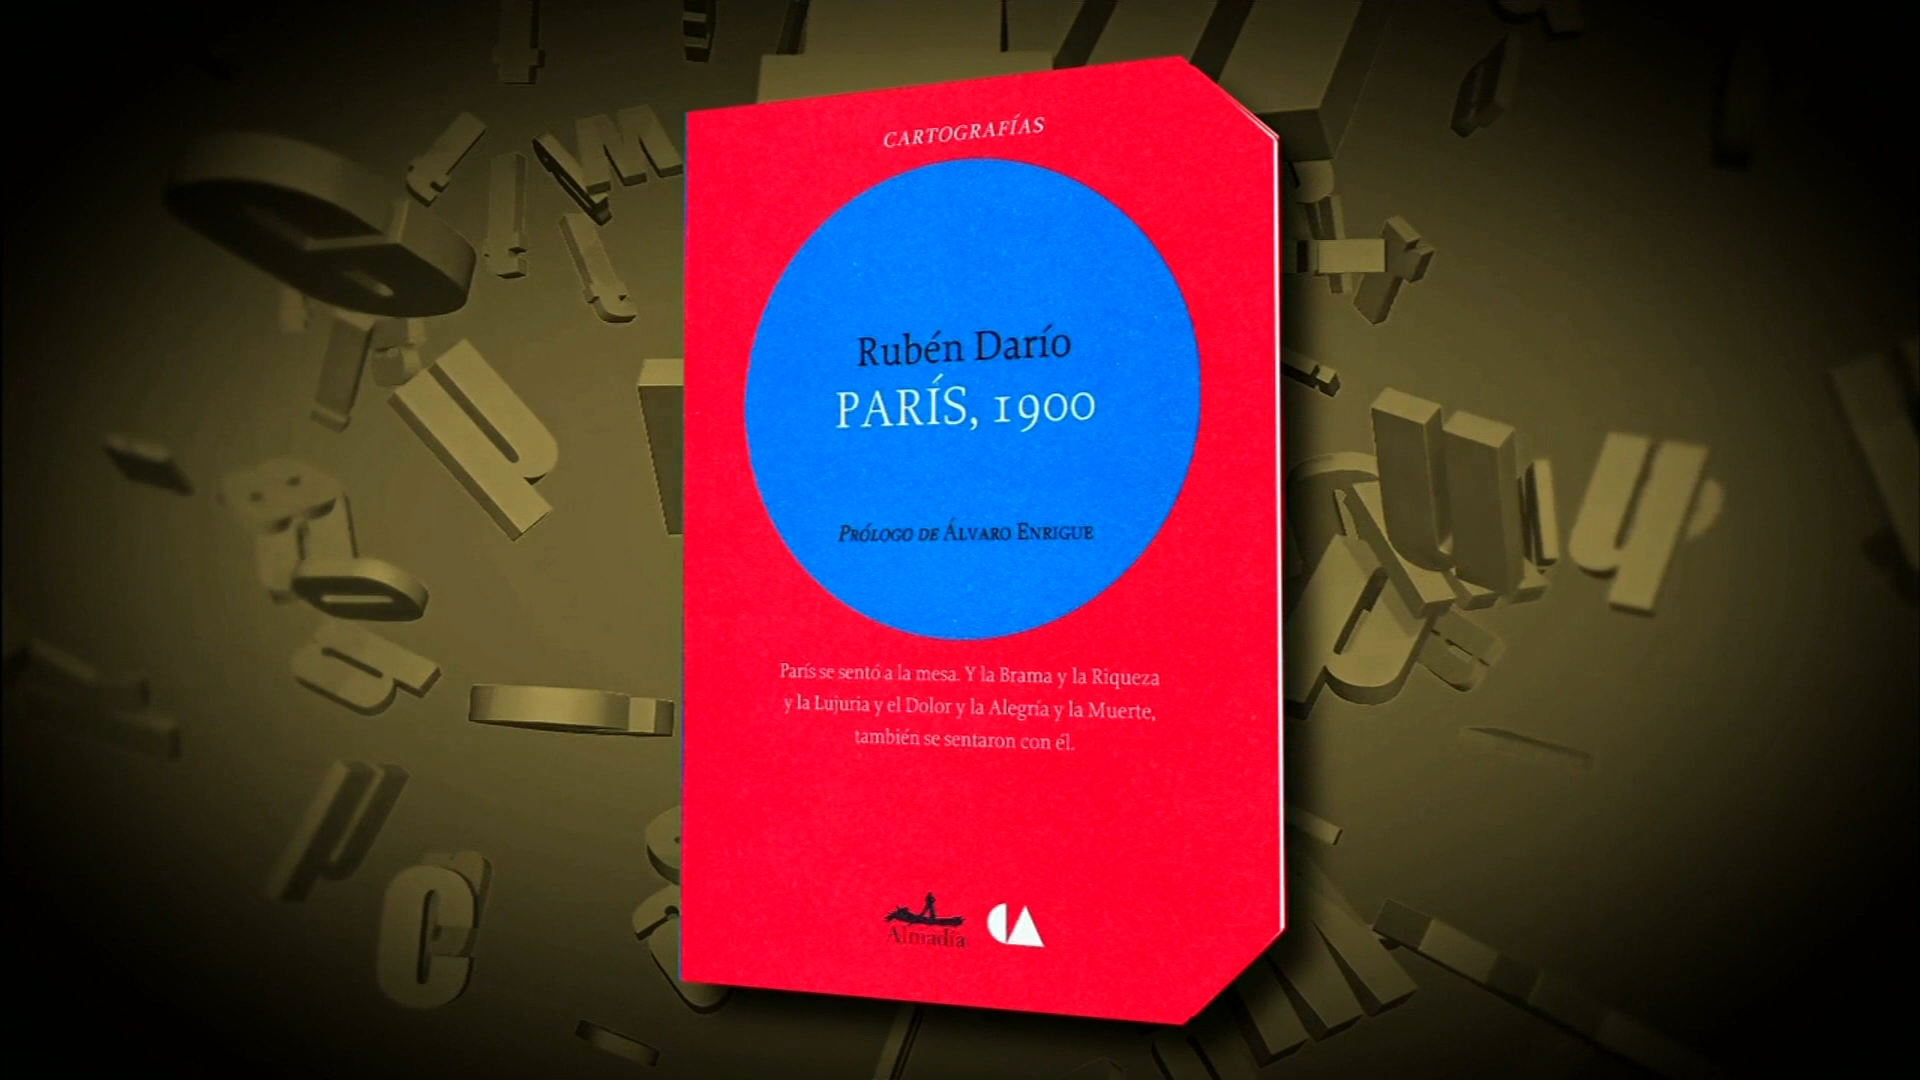 CARTOGRAFÍAS
Rubén Darío
PARÍS, 1900
PRÓLOGO DE ÁLVARO ENRIGUE
París se sentó a la mesa. Y la Brama y la Riqueza
y la Lujuria y el Dolor y la Alegría y la Muerte,
también se sentaron con él.
Almadía
CA